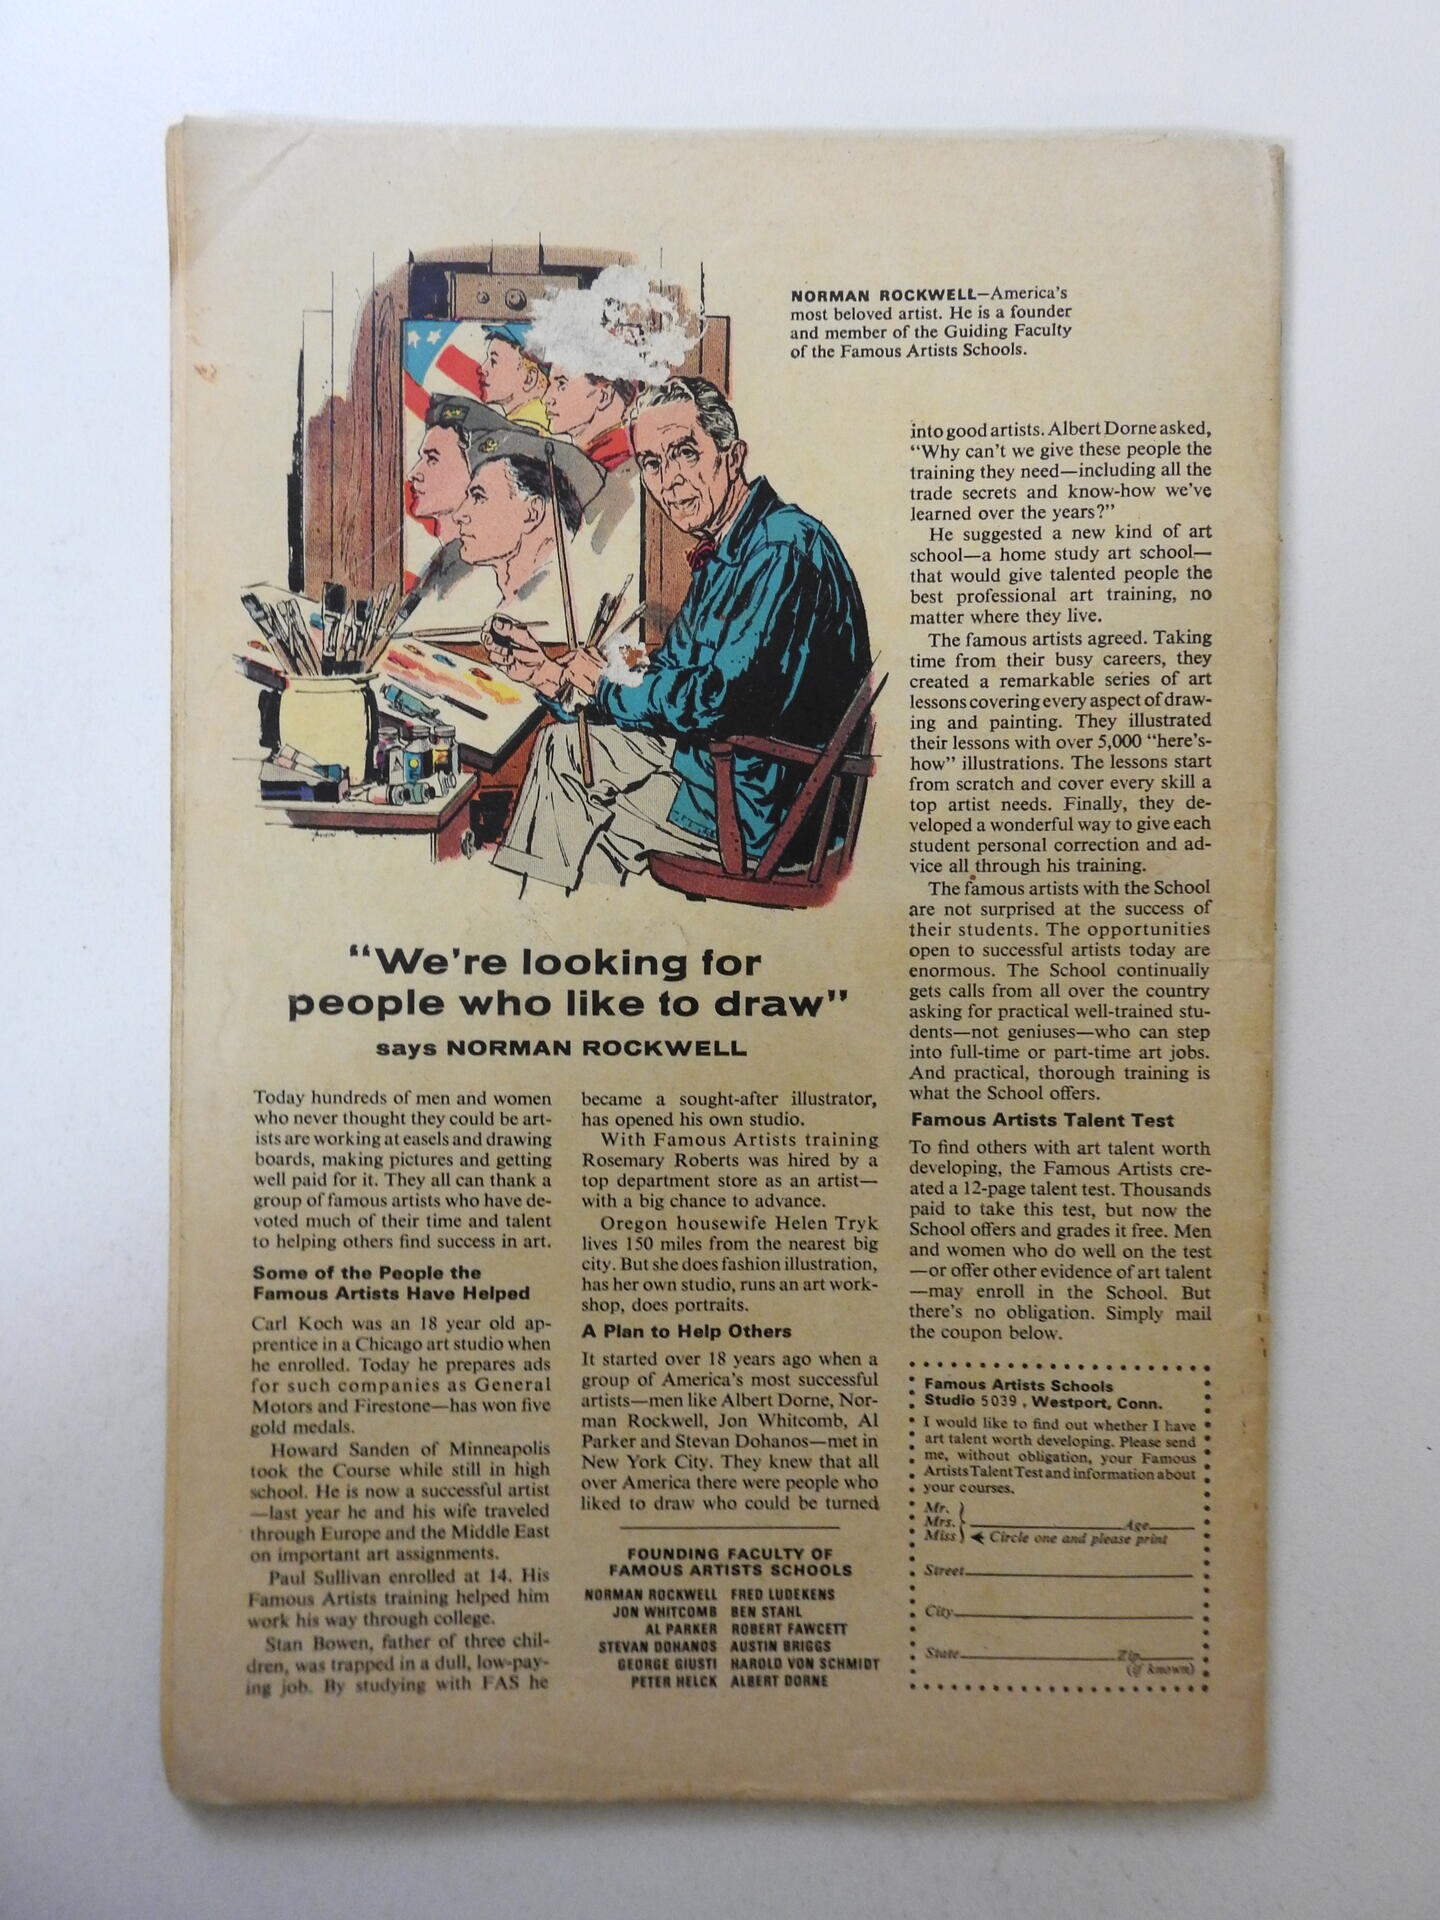 NORMAN ROCKWELL—America's
most beloved artist. He is a founder
and member of the Guiding Faculty
of the Famous Artists Schools.
"We're looking for
people who like to draw"
says NORMAN ROCKWELL
Today hundreds of men and women
who never thought they could be art-
ists are working at easels and drawing
boards, making pictures and getting
well paid for it. They all can thank a
group of famous artists who have de-
voted much of their time and talent
to helping others find success in art.
Some of the People the
Famous Artists Have Helped
Carl Koch was an 18 year old ap-
prentice in a Chicago art studio when
he enrolled. Today he prepares ads
for such companies as General
Motors and Firestone—has won five
gold medals.
Howard Sanden of Minneapolis
took the Course while still in high
school. He is now a successful artist
—last year he and his wife traveled
through Europe and the Middle East
on important art assignments.
Paul Sullivan enrolled at 14. His
Famous Artists training helped him
work his way through college.
Stan Bowen, father of three chil-
dren, was trapped in a dull, low-pay-
ing job. By studying with FAS he
became a sought-after illustrator,
has opened his own studio.
With Famous Artists training
Rosemary Roberts was hired by a
top department store as an artist—
with a big chance to advance.
Oregon housewife Helen Tryk
lives 150 miles from the nearest big
city. But she does fashion illustration,
has her own studio, runs an art work-
shop, does portraits.
A Plan to Help Others
It started over 18 years ago when a
group of America's most successful
artists—men like Albert Dorne, Nor-
man Rockwell, Jon Whitcomb, Al
Parker and Stevan Dohanos—met in
New York City. They knew that all
over America there were people who
liked to draw who could be turned
FOUNDING FACULTY OF
FAMOUS ARTISTS SCHOOLS
NORMAN ROCKWELL FRED LUDEKENS
JON WHITCOMB BEN STAHL
AL PARKER ROBERT FAWCETT
STEVAN DOHANOS AUSTIN BRIGGS
GEORGE GIUSTI HAROLD VON SCHMIDT
PETER HELCK ALBERT DORNE
into good artists. Albert Dorne asked,
"Why can't we give these people the
training they need—including all the
trade secrets and know-how we've
learned over the years?"
He suggested a new kind of art
school—a home study art school—
that would give talented people the
best professional art training, no
matter where they live.
The famous artists agreed. Taking
time from their busy careers, they
created a remarkable series of art
lessons covering every aspect of draw-
ing and painting. They illustrated
their lessons with over 5,000 "here's-
how" illustrations. The lessons start
from scratch and cover every skill a
top artist needs. Finally, they de-
veloped a wonderful way to give each
student personal correction and ad-
vice all through his training.
The famous artists with the School
are not surprised at the success of
their students. The opportunities
open to successful artists today are
enormous. The School continually
gets calls from all over the country
asking for practical well-trained stu-
dents—not geniuses—who can step
into full-time or part-time art jobs.
And practical, thorough training is
what the School offers.
Famous Artists Talent Test
To find others with art talent worth
developing, the Famous Artists cre-
ated a 12-page talent test. Thousands
paid to take this test, but now the
School offers and grades it free. Men
and women who do well on the test
—or offer other evidence of art talent
—may enroll in the School. But
there's no obligation. Simply mail
the coupon below.
Famous Artists Schools
Studio 5039 , Westport, Conn.
I would like to find out whether I have
art talent worth developing. Please send
me, without obligation, your Famous
Artists Talent Test and information about
your courses.
Mr.
Mrs. Age
Miss Circle one and please print
Street
City
State Zip
(if known)